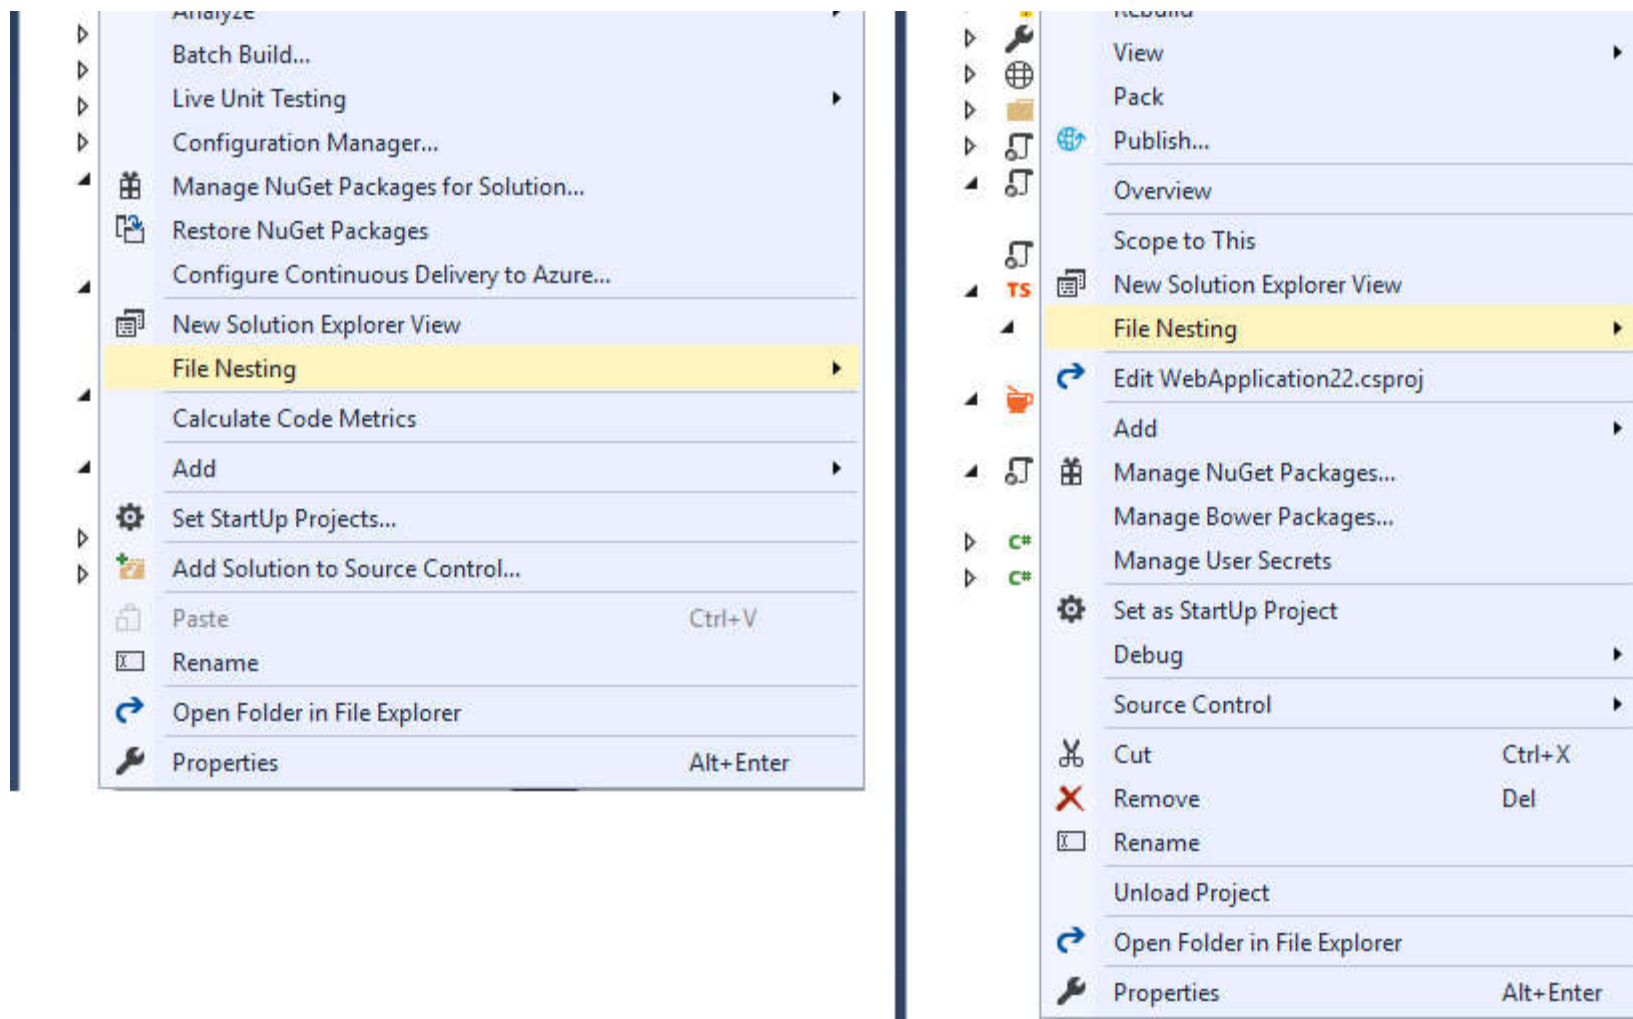 Analyze
Batch Build...
Live Unit Testing
Configuration Manager...
Manage NuGet Packages for Solution...
Restore NuGet Packages
Configure Continuous Delivery to Azure...
New Solution Explorer View
File Nesting
Calculate Code Metrics
Add
Set StartUp Projects...
Add Solution to Source Control...
Paste Ctrl+V
Rename
Open Folder in File Explorer
Properties Alt+Enter
Rebuild
View
Pack
Publish...
Overview
Scope to This
New Solution Explorer View
TS
File Nesting
Edit WebApplication22.csproj
Add
Manage NuGet Packages...
Manage Bower Packages...
C#
Manage User Secrets
C#
Set as StartUp Project
Debug
Source Control
Cut Ctrl+X
Remove Del
Rename
Unload Project
Open Folder in File Explorer
Properties Alt+Enter